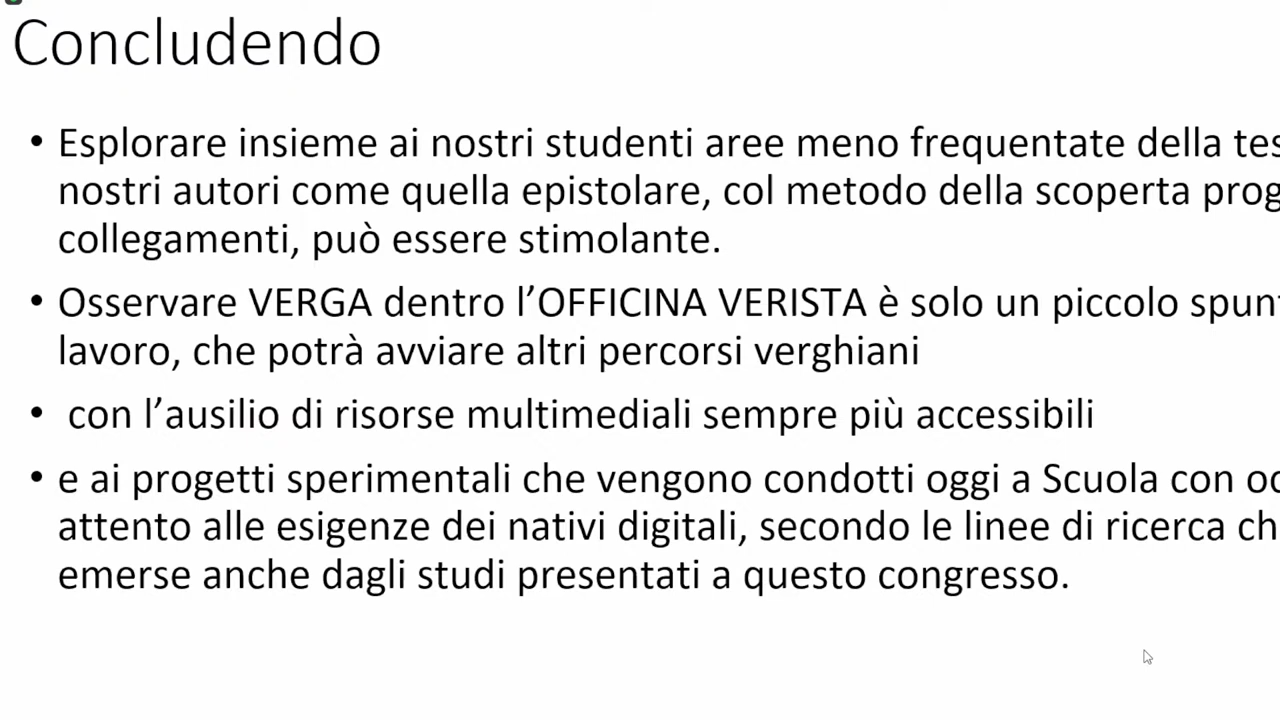 Concludendo
• Esplorare insieme ai nostri studenti aree meno frequentate della
nostri autori come quella epistolare, col metodo della scoperta
collegamenti, può essere stimolante.
• Osservare VERGA dentro l’OFFICINA VERISTA è solo un piccolo
lavoro, che potrà avviare altri percorsi verghiani
• con l’ausilio di risorse multimediali sempre più accessibili
• e ai progetti sperimentali che vengono condotti oggi a Scuola con
attento alle esigenze dei nativi digitali, secondo le linee di ricerca
emerse anche dagli studi presentati a questo congresso.